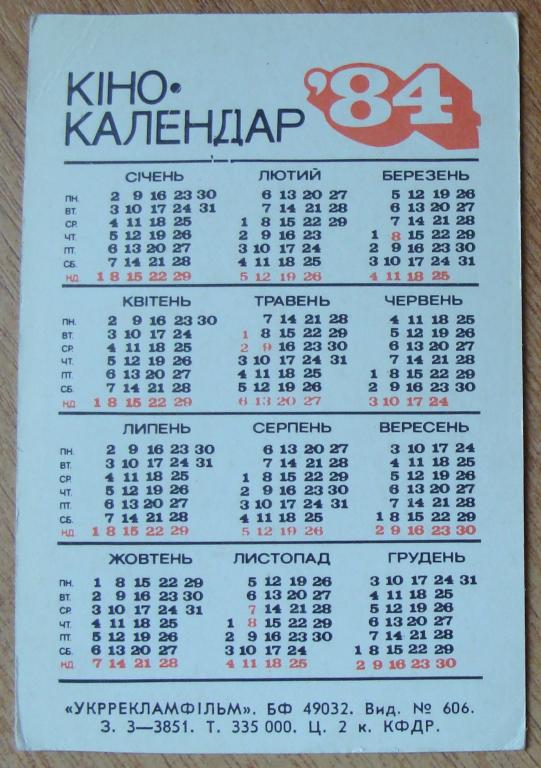 КІНО•
КАЛЕНДАР '84
СІЧЕНЬ ЛЮТИЙ БЕРЕЗЕНЬ
ПН. 2 9 16 23 30 6 13 20 27 5 12 19 26
ВТ. 3 10 17 24 31 7 14 21 28 6 13 20 27
СР. 4 11 18 25 1 8 15 22 29 7 14 21 28
ЧТ. 5 12 19 26 2 9 16 23 1 8 15 22 29
ПТ. 6 13 20 27 3 10 17 24 2 9 16 23 30
СБ. 7 14 21 28 4 11 18 25 3 10 17 24 31
НД. 1 8 15 22 29 5 12 19 26 4 11 18 25
КВІТЕНЬ ТРАВЕНЬ ЧЕРВЕНЬ
ПН. 2 9 16 23 30 7 14 21 28 4 11 18 25
ВТ. 3 10 17 24 1 8 15 22 29 5 12 19 26
СР. 4 11 18 25 2 9 16 23 30 6 13 20 27
ЧТ. 5 12 19 26 3 10 17 24 31 7 14 21 28
ПТ. 6 13 20 27 4 11 18 25 1 8 15 22 29
СБ. 7 14 21 28 5 12 19 26 2 9 16 23 30
НД. 1 8 15 22 29 6 13 20 27 3 10 17 24
ЛИПЕНЬ СЕРПЕНЬ ВЕРЕСЕНЬ
ПН. 2 9 16 23 30 6 13 20 27 3 10 17 24
ВТ. 3 10 17 24 31 7 14 21 28 4 11 18 25
СР. 4 11 18 25 1 8 15 22 29 5 12 19 26
ЧТ. 5 12 19 26 2 9 16 23 30 6 13 20 27
ПТ. 6 13 20 27 3 10 17 24 31 7 14 21 28
СБ. 7 14 21 28 4 11 18 25 1 8 15 22 29
НД. 1 8 15 22 29 5 12 19 26 2 9 16 23 30
ЖОВТЕНЬ ЛИСТОПАД ГРУДЕНЬ
ПН. 1 8 15 22 29 5 12 19 26 3 10 17 24 31
ВТ. 2 9 16 23 30 6 13 20 27 4 11 18 25
СР. 3 10 17 24 31 7 14 21 28 5 12 19 26
ЧТ. 4 11 18 25 1 8 15 22 29 6 13 20 27
ПТ. 5 12 19 26 2 9 16 23 30 7 14 21 28
СБ. 6 13 20 27 3 10 17 24 1 8 15 22 29
НД. 7 14 21 28 4 11 18 25 2 9 16 23 30
«УКРРЕКЛАМФІЛЬМ». БФ 49032. Вид. № 606.
З. 3—3851. Т. 335 000. Ц. 2 к. КФДР.